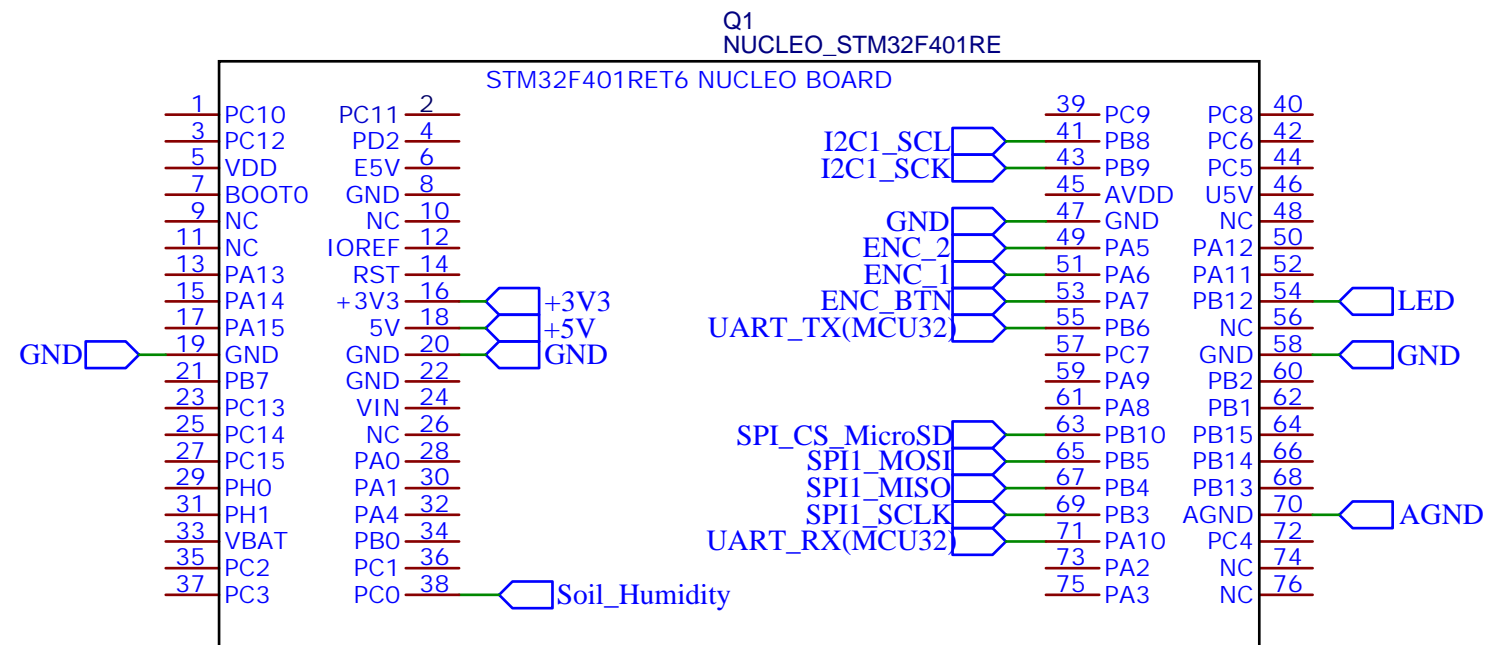 Q1
NUCLEO_STM32F401RE
STM32F401RET6 NUCLEO BOARD
1 PC10 PC11 2 39 PC9 PC8 40
3 PC12 PD2 4 I2C1_SCL 41 PB8 PC6 42
5 VDD E5V 6 I2C1_SCK 43 PB9 PC5 44
7 BOOT0 GND 8 45 AVDD U5V 46
9 NC NC 10 GND 47 GND NC 48
11 NC IOREF 12 ENC_2 49 PA5 PA12 50
13 PA13 RST 14 ENC_1 51 PA6 PA11 52
15 PA14 +3V3 16 +3V3 ENC_BTN 53 PA7 PB12 54 LED
17 PA15 5V 18 +5V UART_TX(MCU32) 55 PB6 NC 56
GND 19 GND GND 20 GND 57 PC7 GND 58 GND
21 PB7 GND 22 59 PA9 PB2 60
23 PC13 VIN 24 61 PA8 PB1 62
25 PC14 NC 26 SPI_CS_MicroSD 63 PB10 PB15 64
27 PC15 PA0 28 SPI1_MOSI 65 PB5 PB14 66
29 PH0 PA1 30 SPI1_MISO 67 PB4 PB13 68
31 PH1 PA4 32 SPI1_SCLK 69 PB3 AGND 70 AGND
33 VBAT PB0 34 UART_RX(MCU32) 71 PA10 PC4 72
35 PC2 PC1 36 73 PA2 NC 74
37 PC3 PC0 38 Soil_Humidity 75 PA3 NC 76